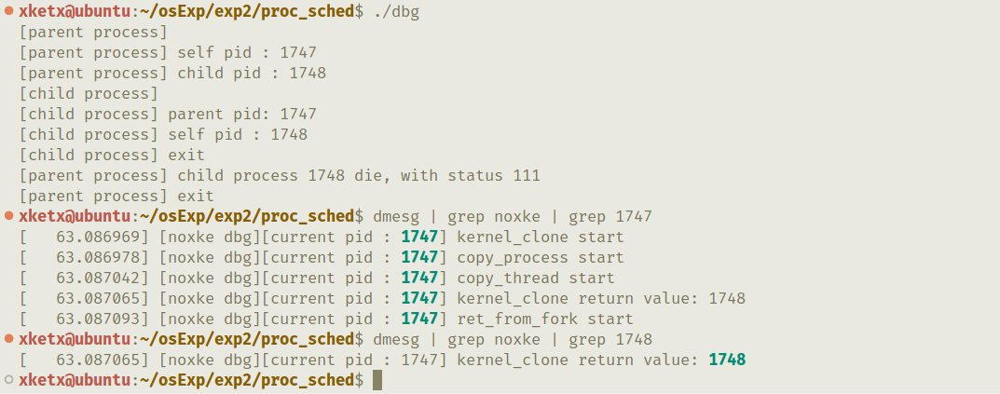 xketx@ubuntu:~/osExp/exp2/proc_sched$ ./dbg
[parent process]
[parent process] self pid : 1747
[parent process] child pid : 1748
[child process]
[child process] parent pid: 1747
[child process] self pid : 1748
[child process] exit
[parent process] child process 1748 die, with status 111
[parent process] exit
xketx@ubuntu:~/osExp/exp2/proc_sched$ dmesg | grep noxke | grep 1747
[   63.086969] [noxke dbg][current pid : 1747] kernel_clone start
[   63.086978] [noxke dbg][current pid : 1747] copy_process start
[   63.087042] [noxke dbg][current pid : 1747] copy_thread start
[   63.087065] [noxke dbg][current pid : 1747] kernel_clone return value: 1748
[   63.087093] [noxke dbg][current pid : 1747] ret_from_fork start
xketx@ubuntu:~/osExp/exp2/proc_sched$ dmesg | grep noxke | grep 1748
[   63.087065] [noxke dbg][current pid : 1747] kernel_clone return value: 1748
xketx@ubuntu:~/osExp/exp2/proc_sched$